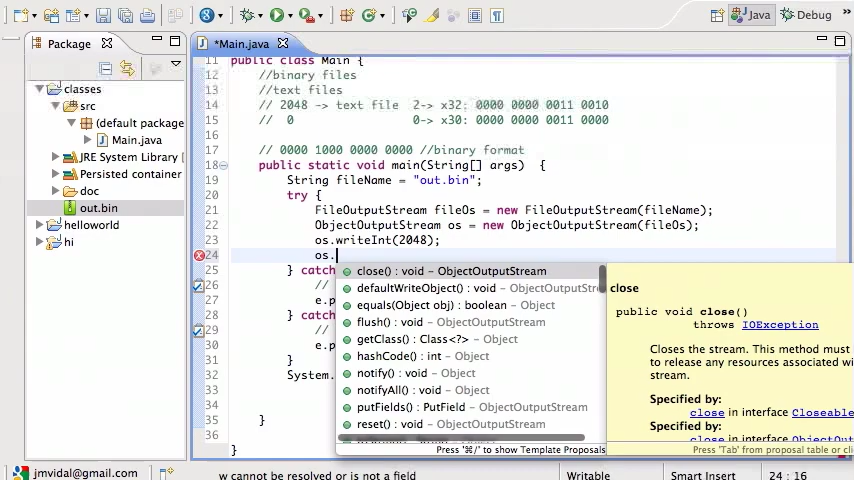 Java
Debug
Package
*Main.java
classes
src
(default package
Main.java
JRE System Library [
Persisted container
doc
out.bin
helloworld
hi
11 public class Main {
12 //binary files
13 //text files
14 // 2048 -> text file 2-> x32: 0000 0000 0011 0010
15 // 0 0-> x30: 0000 0000 0011 0000
16
17 // 0000 1000 0000 0000 //binary format
18 public static void main(String[] args) {
19 String fileName = "out.bin";
20 try {
21 FileOutputStream fileOs = new FileOutputStream(fileName);
22 ObjectOutputStream os = new ObjectOutputStream(fileOs);
23 os.writeInt(2048);
24 os.
25 } catch
26 //
27 e.p
28 } catch
29 //
30 e.p
31 }
32 System.
33
34
35 }
36
}
close() : void – ObjectOutputStream
defaultWriteObject() : void – ObjectOutputStre
equals(Object obj) : boolean – Object
flush() : void – ObjectOutputStream
getClass() : Class<?> – Object
hashCode() : int – Object
notify() : void – Object
notifyAll() : void – Object
putFields() : PutField – ObjectOutputStream
reset() : void – ObjectOutputStream
Press '⌘/' to show Template Proposals
close
public void close()
throws IOException
Closes the stream. This method must
to release any resources associated wi
stream.
Specified by:
close in interface Closeable
Specified by:
close in interface ObjectOu
Press 'Tab' from proposal table or cli
jmvidal@gmail.com
w cannot be resolved or is not a field
Writable
Smart Insert
24 : 16